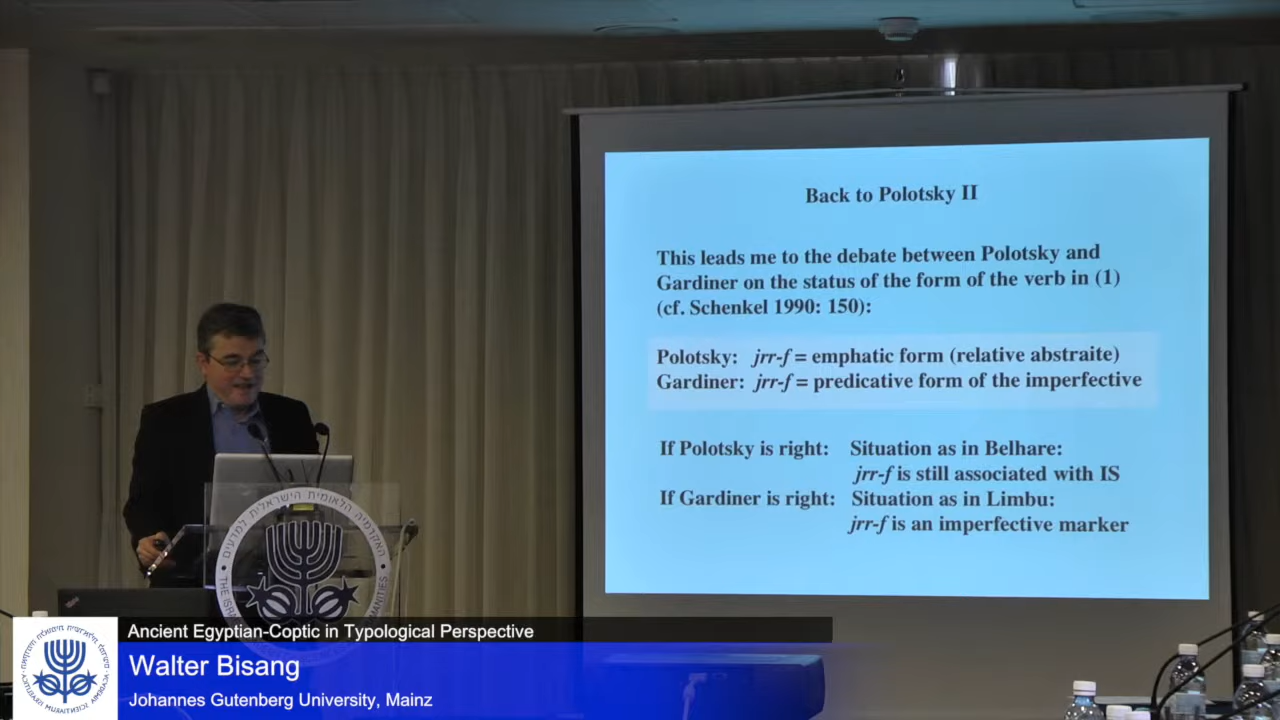 Back to Polotsky II
This leads me to the debate between Polotsky and
Gardiner on the status of the form of the verb in (1)
(cf. Schenkel 1990: 150):
Polotsky: jrr-f = emphatic form (relative abstraite)
Gardiner: jrr-f = predicative form of the imperfective
If Polotsky is right: Situation as in Belhare:
jrr-f is still associated with IS
If Gardiner is right: Situation as in Limbu:
jrr-f is an imperfective marker
האקדמיה הלאומית הישראלית למדעים
Ancient Egyptian-Coptic in Typological Perspective
Walter Bisang
Johannes Gutenberg University, Mainz